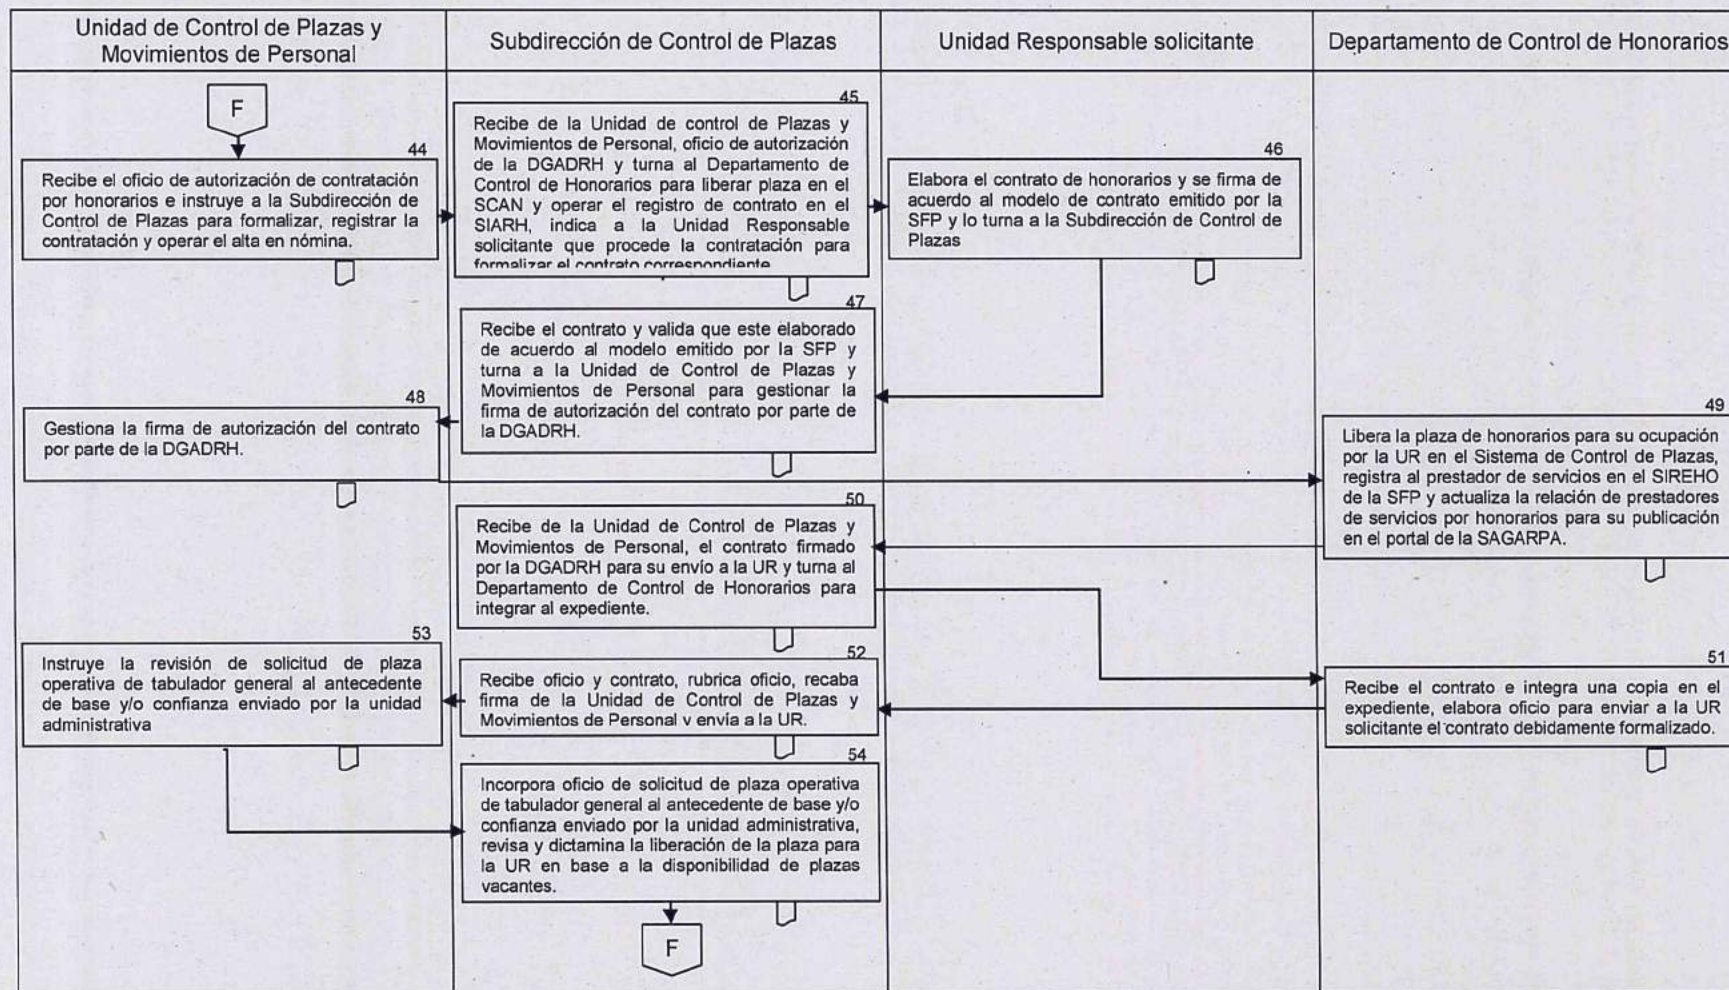 Unidad de Control de Plazas y
Movimientos de Personal
Subdirección de Control de Plazas
Unidad Responsable solicitante
Departamento de Control de Honorarios
F
44
Recibe el oficio de autorización de contratación
por honorarios e instruye a la Subdirección de
Control de Plazas para formalizar, registrar la
contratación y operar el alta en nómina.
45
Recibe de la Unidad de control de Plazas y
Movimientos de Personal, oficio de autorización
de la DGADRH y turna al Departamento de
Control de Honorarios para liberar plaza en el
SCAN y operar el registro de contrato en el
SIARH, indica a la Unidad Responsable
solicitante que procede la contratación para
formalizar el contrato correspondiente
46
Elabora el contrato de honorarios y se firma de
acuerdo al modelo de contrato emitido por la
SFP y lo turna a la Subdirección de Control de
Plazas
47
Recibe el contrato y valida que este elaborado
de acuerdo al modelo emitido por la SFP y
turna a la Unidad de Control de Plazas y
Movimientos de Personal para gestionar la
firma de autorización del contrato por parte de
la DGADRH.
48
Gestiona la firma de autorización del contrato
por parte de la DGADRH.
49
Libera la plaza de honorarios para su ocupación
por la UR en el Sistema de Control de Plazas,
registra al prestador de servicios en el SIREHO
de la SFP y actualiza la relación de prestadores
de servicios por honorarios para su publicación
en el portal de la SAGARPA.
50
Recibe de la Unidad de Control de Plazas y
Movimientos de Personal, el contrato firmado
por la DGADRH para su envío a la UR y turna al
Departamento de Control de Honorarios para
integrar al expediente.
51
Recibe el contrato e integra una copia en el
expediente, elabora oficio para enviar a la UR
solicitante el contrato debidamente formalizado.
52
Recibe oficio y contrato, rubrica oficio, recaba
firma de la Unidad de Control de Plazas y
Movimientos de Personal y envía a la UR.
53
Instruye la revisión de solicitud de plaza
operativa de tabulador general al antecedente
de base y/o confianza enviado por la unidad
administrativa
54
Incorpora oficio de solicitud de plaza operativa
de tabulador general al antecedente de base y/o
confianza enviado por la unidad administrativa,
revisa y dictamina la liberación de la plaza para
la UR en base a la disponibilidad de plazas
vacantes.
F